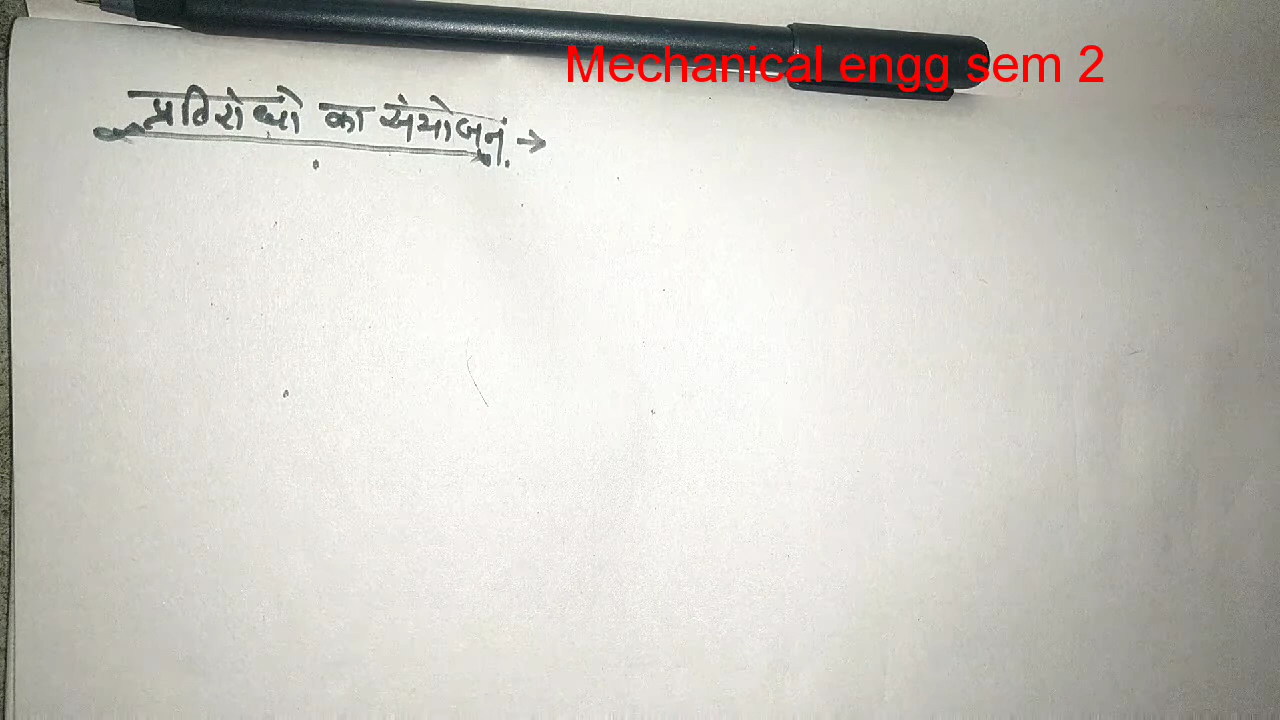 Mechanical engg sem 2
प्रतिरोधो का संयोजन →